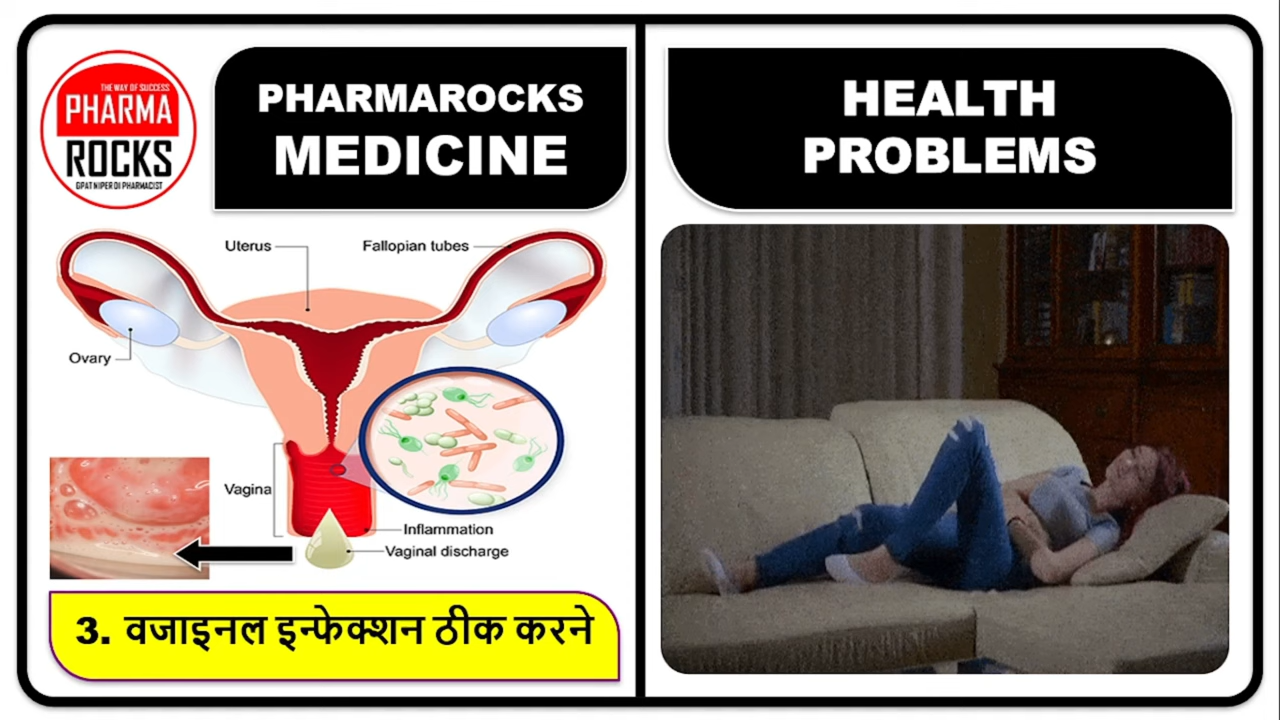 THE WAY OF SUCCESS
PHARMA
ROCKS
GPAT NIPER DI PHARMACIST
PHARMAROCKS
MEDICINE
HEALTH
PROBLEMS
Uterus
Fallopian tubes
Ovary
Vagina
Inflammation
Vaginal discharge
3. वजाइनल इन्फेक्शन ठीक करने